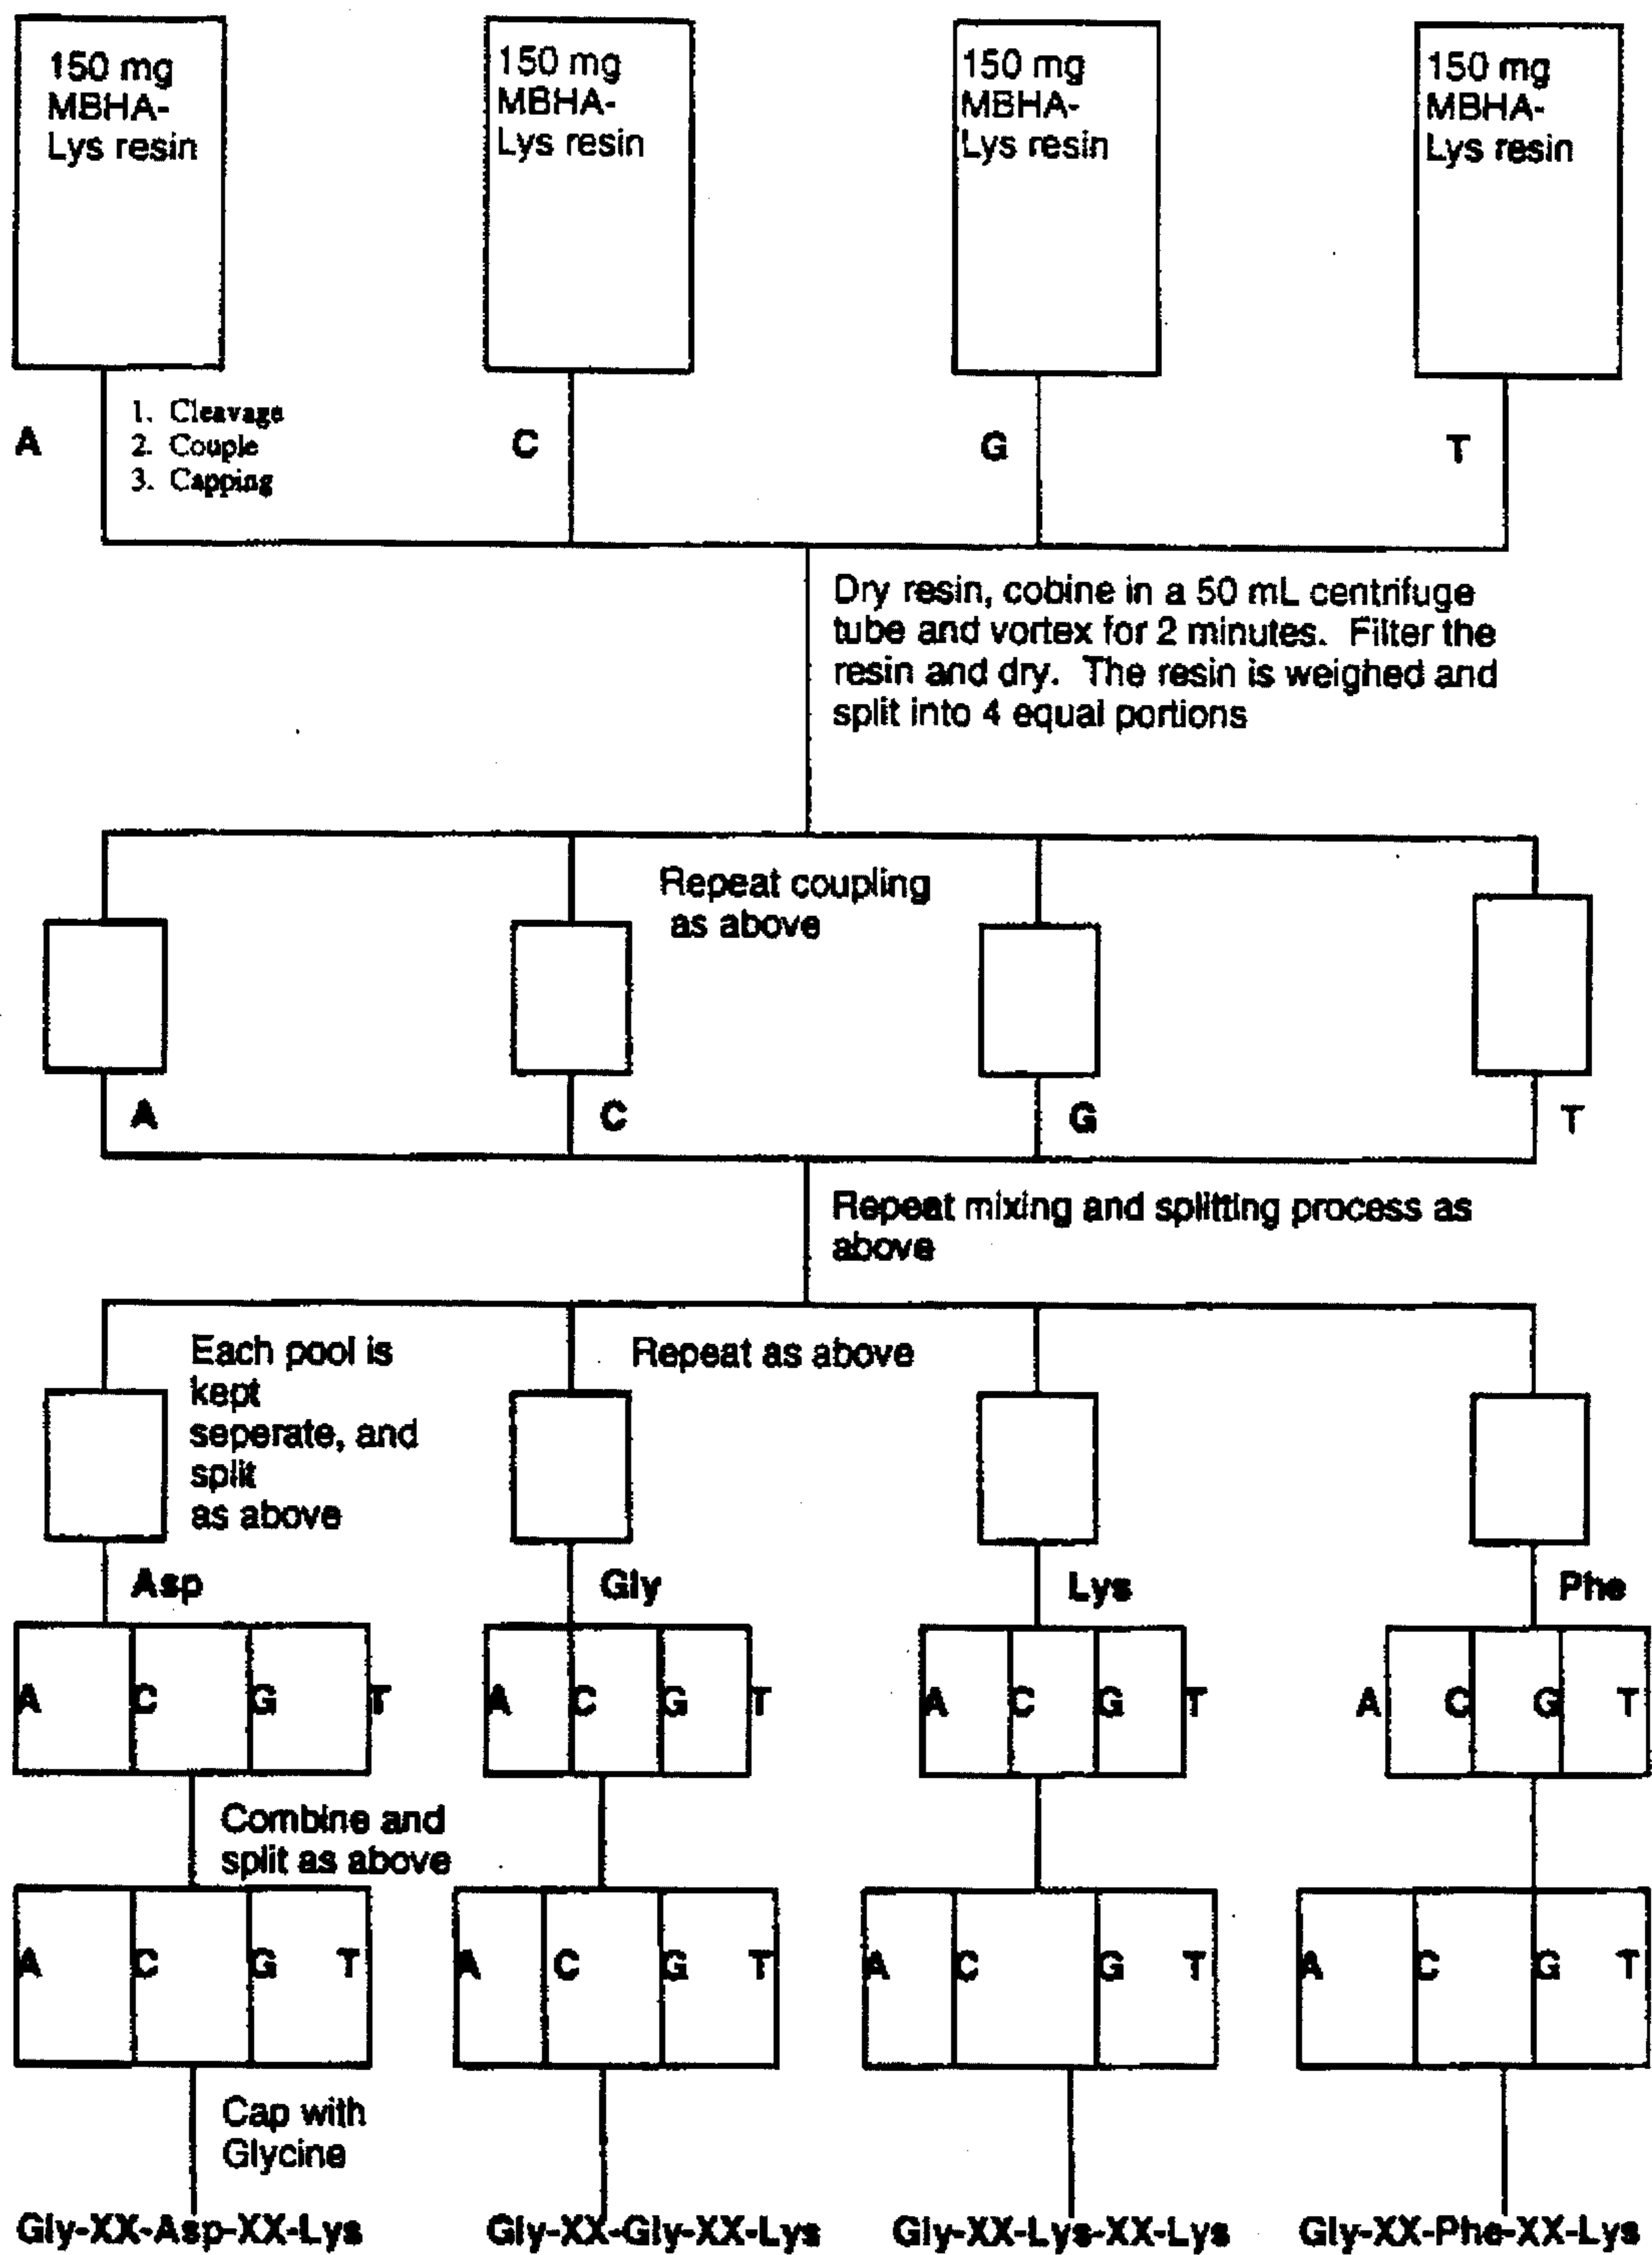 150 mg
MBHA-
Lys resin
150 mg
MBHA-
Lys resin
150 mg
MBHA-
Lys resin
150 mg
MBHA-
Lys resin
A
1. Cleavage
2. Couple
3. Capping
C
G
T
Dry resin, cobine in a 50 mL centrifuge
tube and vortex for 2 minutes. Filter the
resin and dry. The resin is weighed and
split into 4 equal portions
Repeat coupling
as above
A
C
G
T
Repeat mixing and splitting process as
above
Each pool is
kept
seperate, and
split
as above
Repeat as above
Asp
Gly
Lys
Phe
A C G T
A C G T
A C G T
A C G T
Combine and
split as above
A C G T
A C G T
A C G T
A C G T
Cap with
Glycine
Gly-XX-Asp-XX-Lys
Gly-XX-Gly-XX-Lys
Gly-XX-Lys-XX-Lys
Gly-XX-Phe-XX-Lys